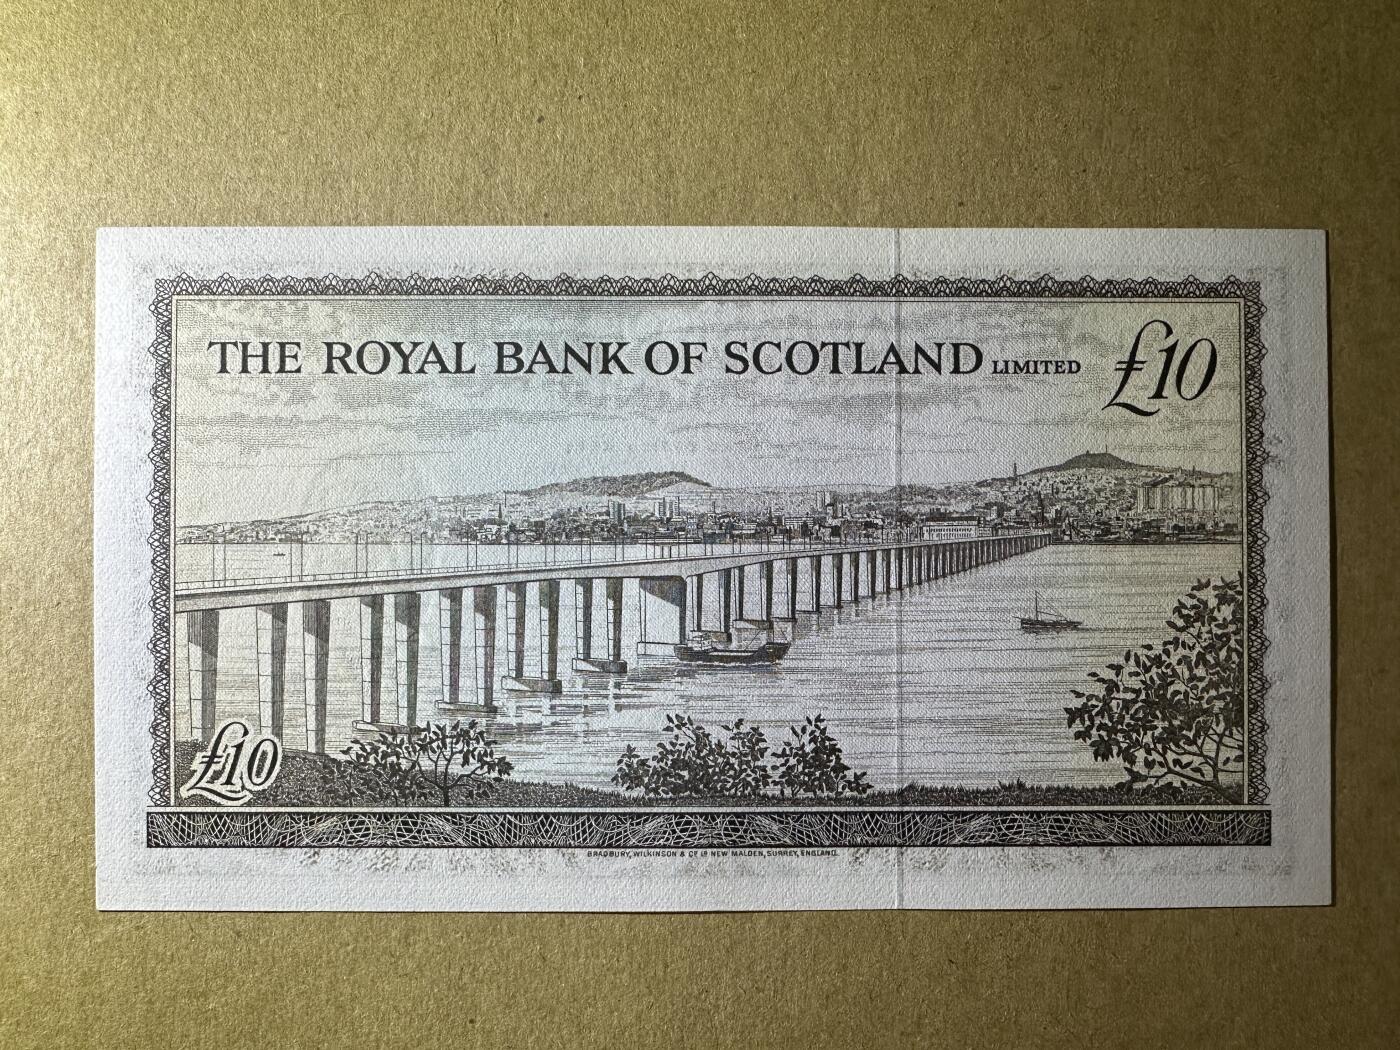 THE ROYAL BANK OF SCOTLAND LIMITED £10
£10
BRADBURY, WILKINSON & Cº Lᴰ NEW MALDEN, SURREY, ENGLAND.